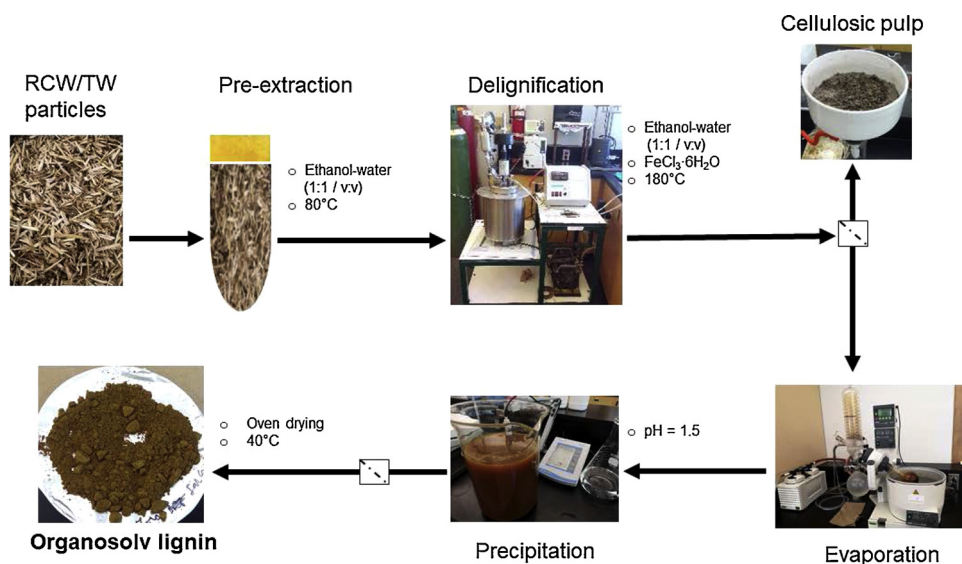 Cellulosic pulp
RCW/TW
particles
Pre-extraction
Delignification
○ Ethanol-water
(1:1 / v:v)
○ 80°C
○ Ethanol-water
(1:1 / v:v)
○ FeCl₃·6H₂O
○ 180°C
○ Oven drying
○ 40°C
○ pH = 1.5
Organosolv lignin
Precipitation
Evaporation